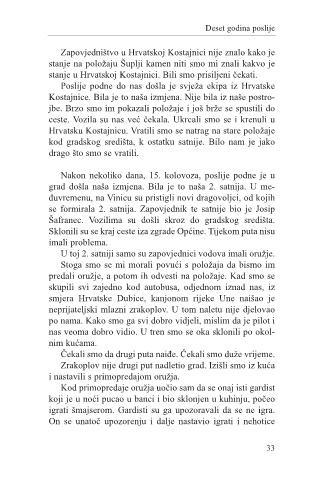 Deset godina poslije
Zapovjedništvo u Hrvatskoj Kostajnici nije znalo kako je
stanje na položaju Šuplji kamen niti smo mi znali kakvo je
stanje u Hrvatskoj Kostajnici. Bili smo prisiljeni čekati.
Poslije podne do nas došla je svježa ekipa iz Hrvatske
Kostajnice. Bila je to naša izmjena. Nije bila iz naše postroj-
be. Brzo smo im pokazali položaje i još brže se spustili do
ceste. Vozila su nas već čekala. Ukrcali smo se i krenuli u
Hrvatsku Kostajnicu. Vratili smo se natrag na stare položaje
kod gradskog središta, k ostatku satnije. Bilo nam je jako
drago što smo se vratili.
Nakon nekoliko dana, 15. kolovoza, poslije podne je u
grad došla naša izmjena. Bila je to naša 2. satnija. U me-
đuvremenu, na Vinicu su pristigli novi dragovoljci, od kojih
se formirala 2. satnija. Zapovjednik te satnije bio je Josip
Šafranec. Vozilima su došli skroz do gradskog središta.
Sklonili su se kraj ceste iza zgrade Općine. Tijekom puta nisu
imali problema.
U toj 2. satniji samo su zapovjednici vodova imali oružje.
Stoga smo se mi morali povući s položaja da bismo im
predali oružje, a potom ih odvesti na položaje. Kad smo se
skupili svi zajedno kod autobusa, odjednom iznad nas, iz
smjera Hrvatske Dubice, kanjonom rijeke Une naišao je
neprijateljski mlazni zrakoplov. U tom naletu nije djelovao
po nama. Kako smo ga svi dobro vidjeli, mislim da je pilot i
nas veoma dobro vidio. U tren smo se oka sklonili po okol-
nim kućama.
Čekali smo da drugi puta naiđe. Čekali smo duže vrijeme.
Zrakoplov nije drugi put nadletio grad. Izišli smo iz kuća
i nastavili s primopredajom oružja.
Kod primopredaje oružja uočio sam da se onaj isti gardist
koji je u noći pucao u banci i bio sklonjen u kuhinju, počeo
igrati šmajserom. Gardisti su ga upozoravali da se ne igra.
On se unatoč upozorenju i dalje nastavio igrati i nehotice
33